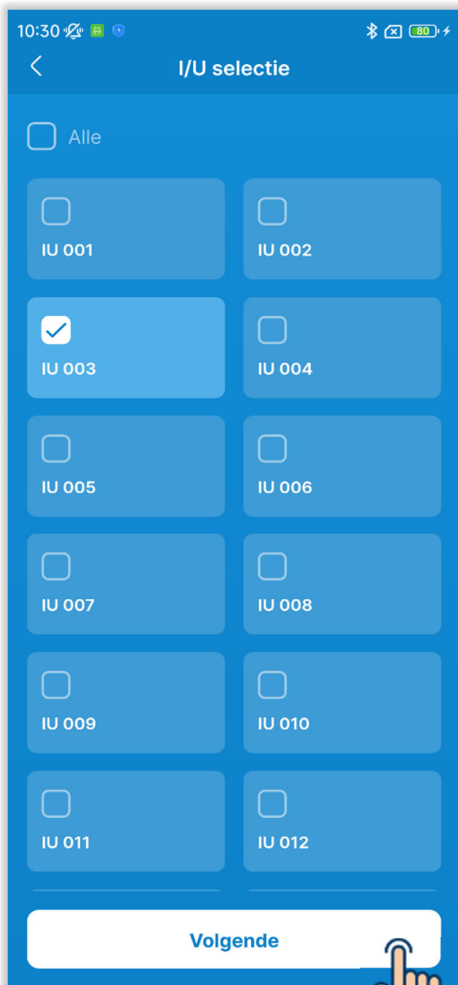 10:30 80
I/U selectie
Alle
IU 001 IU 002
IU 003 IU 004
IU 005 IU 006
IU 007 IU 008
IU 009 IU 010
IU 011 IU 012
Volgende